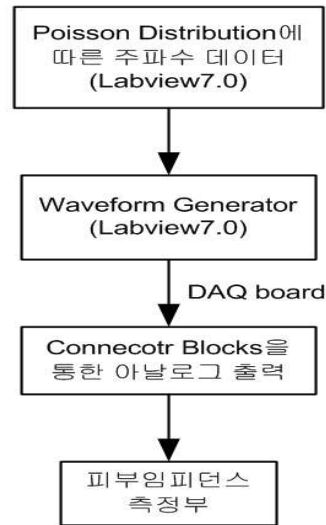 Poisson Distribution에
따른 주파수 데이터
(Labview7.0)
Waveform Generator
(Labview7.0)
DAQ board
Connecotr Blocks을
통한 아날로그 출력
피부임피던스
측정부